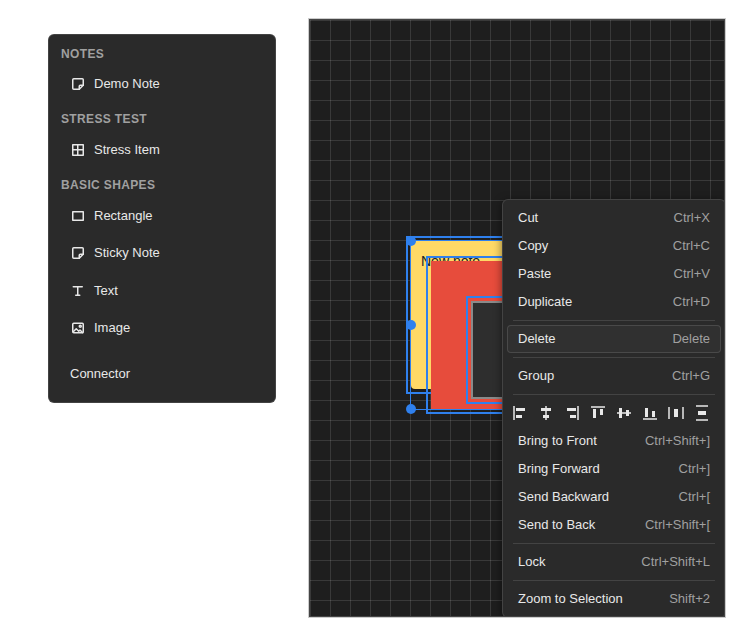 NOTES
Demo Note
STRESS TEST
Stress Item
BASIC SHAPES
Rectangle
Sticky Note
Text
Image
Connector
New note
Cut Ctrl+X
Copy Ctrl+C
Paste Ctrl+V
Duplicate Ctrl+D
Delete Delete
Group Ctrl+G
Bring to Front Ctrl+Shift+]
Bring Forward Ctrl+]
Send Backward Ctrl+[
Send to Back Ctrl+Shift+[
Lock Ctrl+Shift+L
Zoom to Selection Shift+2